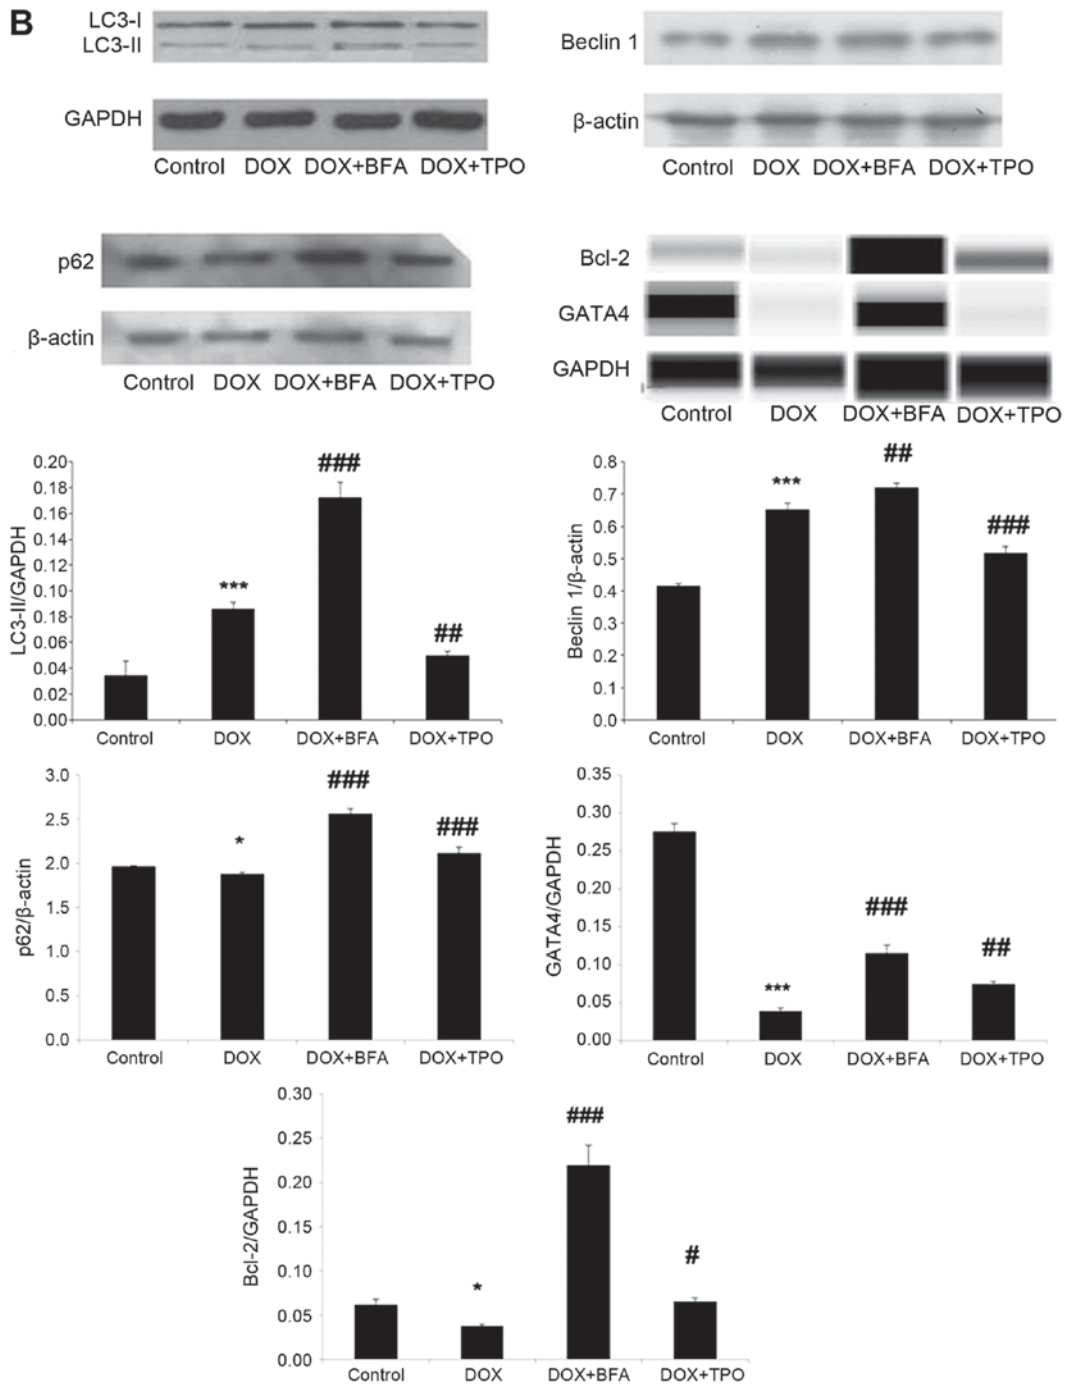 B
LC3-I
LC3-II
GAPDH
Control DOX DOX+BFA DOX+TPO
Beclin 1
β-actin
Control DOX DOX+BFA DOX+TPO
p62
β-actin
Control DOX DOX+BFA DOX+TPO
Bcl-2
GATA4
GAPDH
Control DOX DOX+BFA DOX+TPO
LC3-II/GAPDH
0.20
0.18
0.16
0.14
0.12
0.10
0.18
0.06
0.04
0.02
0.00
***
###
##
Control DOX DOX+BFA DOX+TPO
Beclin 1/β-actin
0.8
0.7
0.6
0.5
0.4
0.3
0.2
0.1
0.0
***
##
###
Control DOX DOX+BFA DOX+TPO
p62/β-actin
3.0
2.5
2.0
1.5
1.0
0.5
0.0
*
###
###
Control DOX DOX+BFA DOX+TPO
GATA4/GAPDH
0.35
0.30
0.25
0.20
0.15
0.10
0.05
0.00
***
###
##
Control DOX DOX+BFA DOX+TPO
Bcl-2/GAPDH
0.30
0.25
0.20
0.15
0.10
0.05
0.00
*
###
#
Control DOX DOX+BFA DOX+TPO